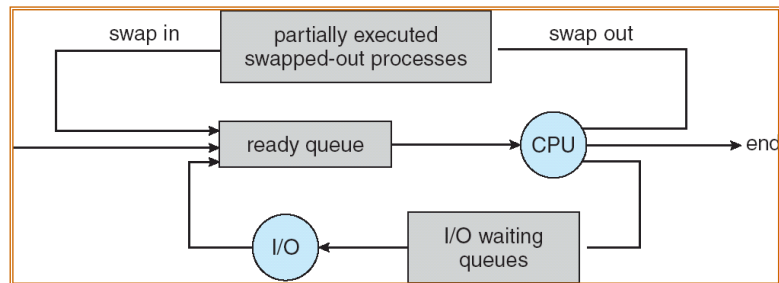 swap in
partially executed
swapped-out processes
swap out
ready queue
CPU
end
I/O
I/O waiting
queues